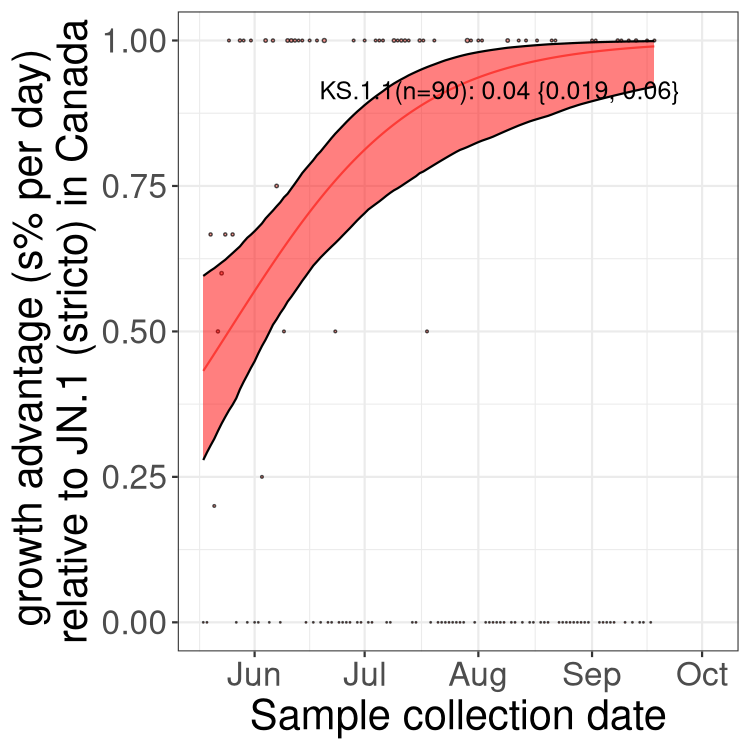 growth advantage (s% per day)
relative to JN.1 (stricto) in Canada
1.00
0.75
0.50
0.25
0.00
KS.1.1(n=90): 0.04 {0.019, 0.06}
Jun Jul Aug Sep Oct
Sample collection date